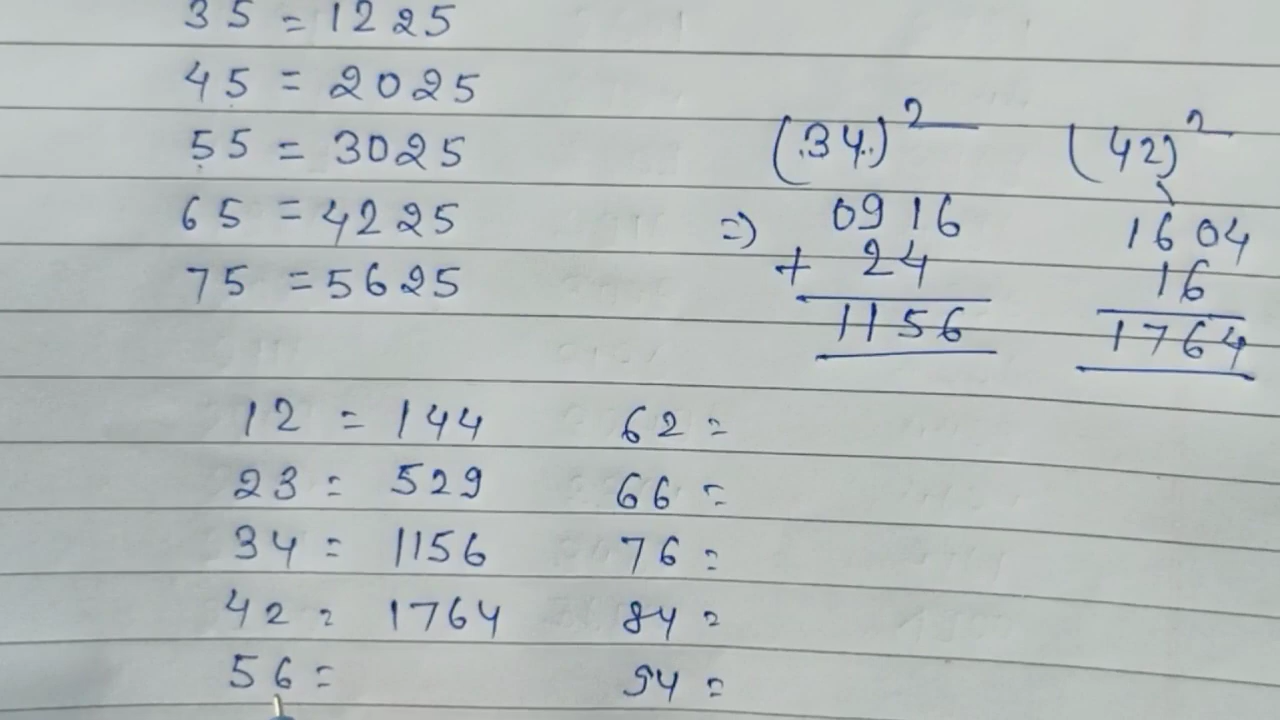 35 = 1225
45 = 2025
55 = 3025
65 = 4225
75 = 5625
(34)² (42)²
=) 0916 1604
+ 24 16
1156 1764
12 = 144 62 =
23 = 529 66 =
34 = 1156 76 =
42 = 1764 84 =
56 = 94 =